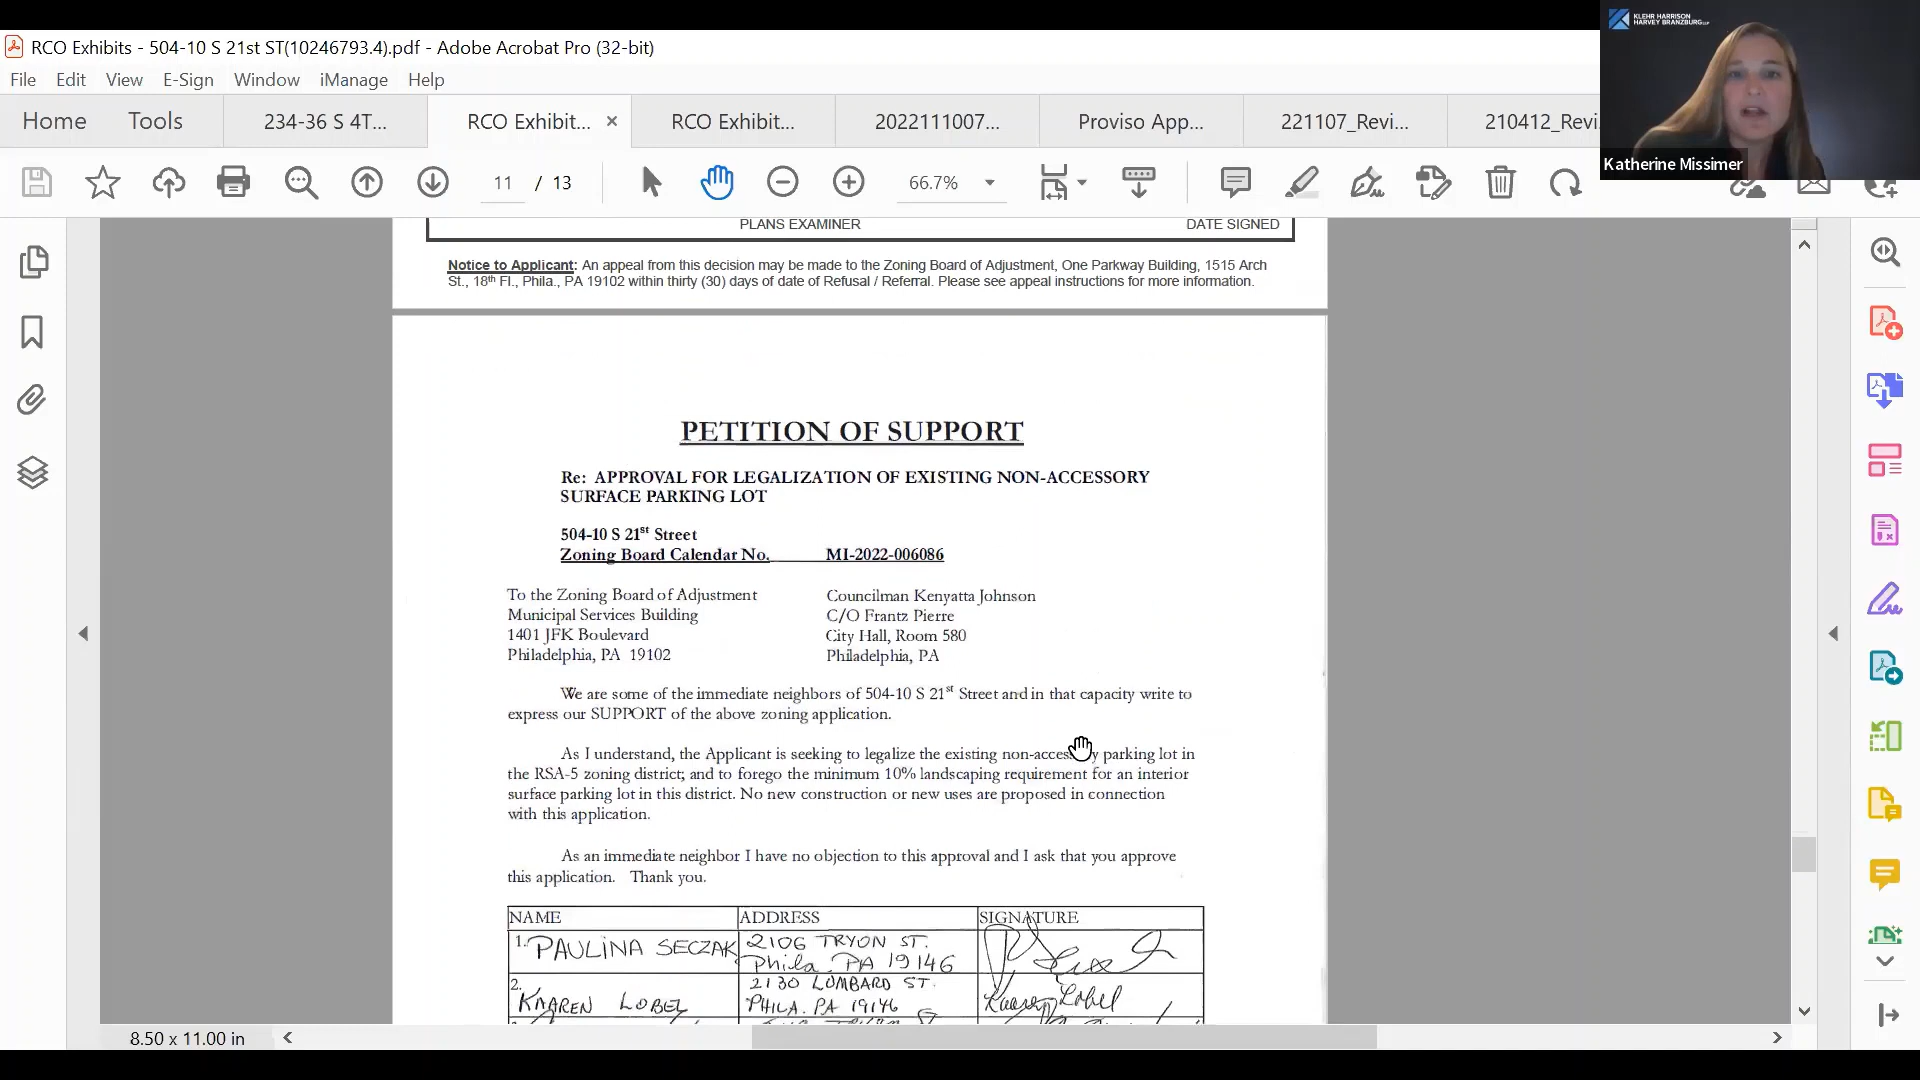 KLEHR HARRISON
HARVEY BRANZBURG LLP
Katherine Missimer
RCO Exhibits - 504-10 S 21st ST(10246793.4).pdf - Adobe Acrobat Pro (32-bit)
File Edit View E-Sign Window iManage Help
Home Tools 234-36 S 4T... RCO Exhibit... × RCO Exhibit... 2022111007... Proviso App... 221107_Revi... 210412_Revi...
11 / 13 66.7%
PLANS EXAMINER DATE SIGNED
Notice to Applicant: An appeal from this decision may be made to the Zoning Board of Adjustment, One Parkway Building, 1515 Arch
St., 18th Fl., Phila., PA 19102 within thirty (30) days of date of Refusal / Referral. Please see appeal instructions for more information.
PETITION OF SUPPORT
Re: APPROVAL FOR LEGALIZATION OF EXISTING NON-ACCESSORY
SURFACE PARKING LOT
504-10 S 21st Street
Zoning Board Calendar No. MI-2022-006086
To the Zoning Board of Adjustment
Municipal Services Building
1401 JFK Boulevard
Philadelphia, PA 19102
Councilman Kenyatta Johnson
C/O Frantz Pierre
City Hall, Room 580
Philadelphia, PA
We are some of the immediate neighbors of 504-10 S 21st Street and in that capacity write to
express our SUPPORT of the above zoning application.
As I understand, the Applicant is seeking to legalize the existing non-accessory parking lot in
the RSA-5 zoning district; and to forego the minimum 10% landscaping requirement for an interior
surface parking lot in this district. No new construction or new uses are proposed in connection
with this application.
As an immediate neighbor I have no objection to this approval and I ask that you approve
this application. Thank you.
NAME ADDRESS SIGNATURE
1. PAULINA SECZAK 2106 TRYON ST.
Phila. PA 19146
2. KAAREN LOBEL 2130 LOMBARD ST.
PHILA. PA 19146 Kaaren Lobel
8.50 x 11.00 in